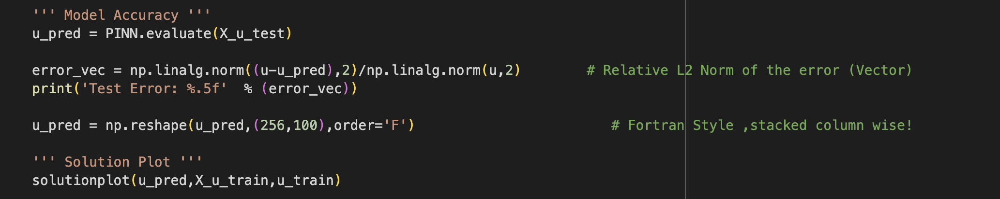 ''' Model Accuracy '''
u_pred = PINN.evaluate(X_u_test)
error_vec = np.linalg.norm((u-u_pred),2)/np.linalg.norm(u,2) # Relative L2 Norm of the error (Vector)
print('Test Error: %.5f'  % (error_vec))
u_pred = np.reshape(u_pred,(256,100),order='F') # Fortran Style ,stacked column wise!
''' Solution Plot '''
solutionplot(u_pred,X_u_train,u_train)